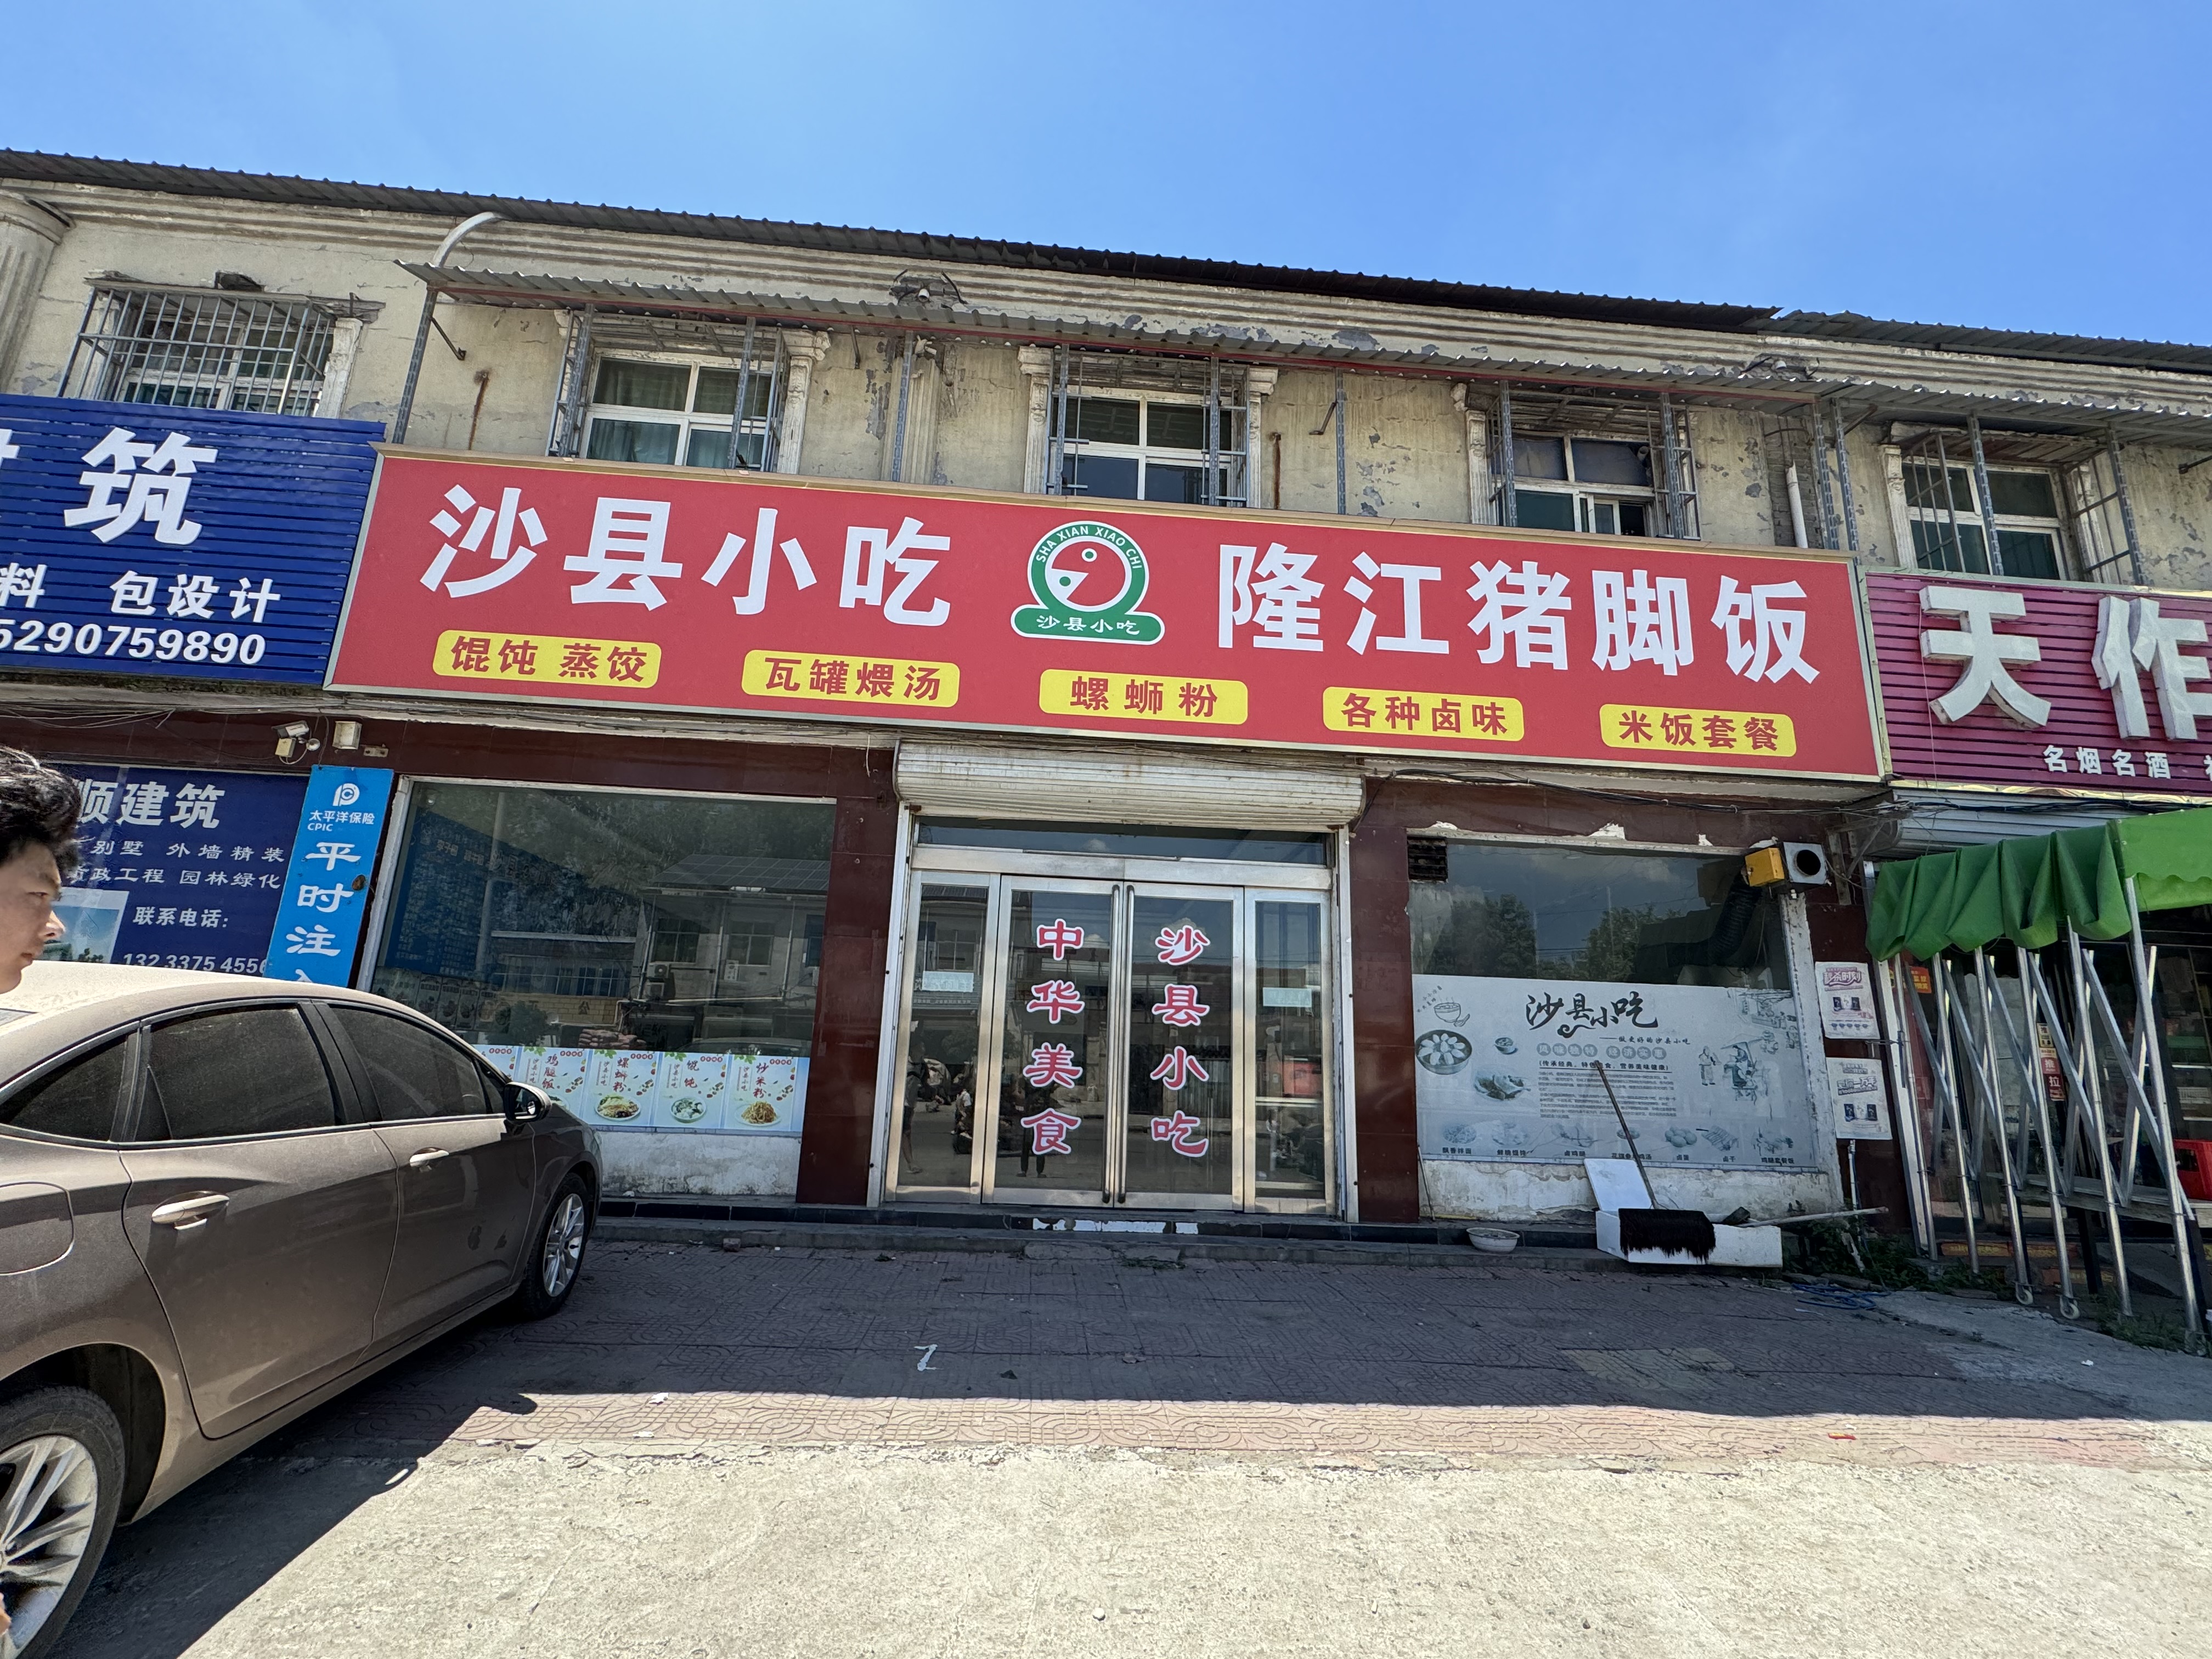 筑
料 包设计
5290759890
沙县小吃
SHA XIAN XIAO CHI
沙县小吃
隆江猪脚饭
馄饨 蒸饺
瓦罐煨汤
螺蛳粉
各种卤味
米饭套餐
天作
名烟名酒
顺建筑
别墅 外墙精装
政工程 园林绿化
联系电话:
132 3375 4556
太平洋保险
CPIC
平时注
中华美食
沙县小吃
鸡腿饭
螺蛳粉
馄饨
炒米粉
沙县小吃